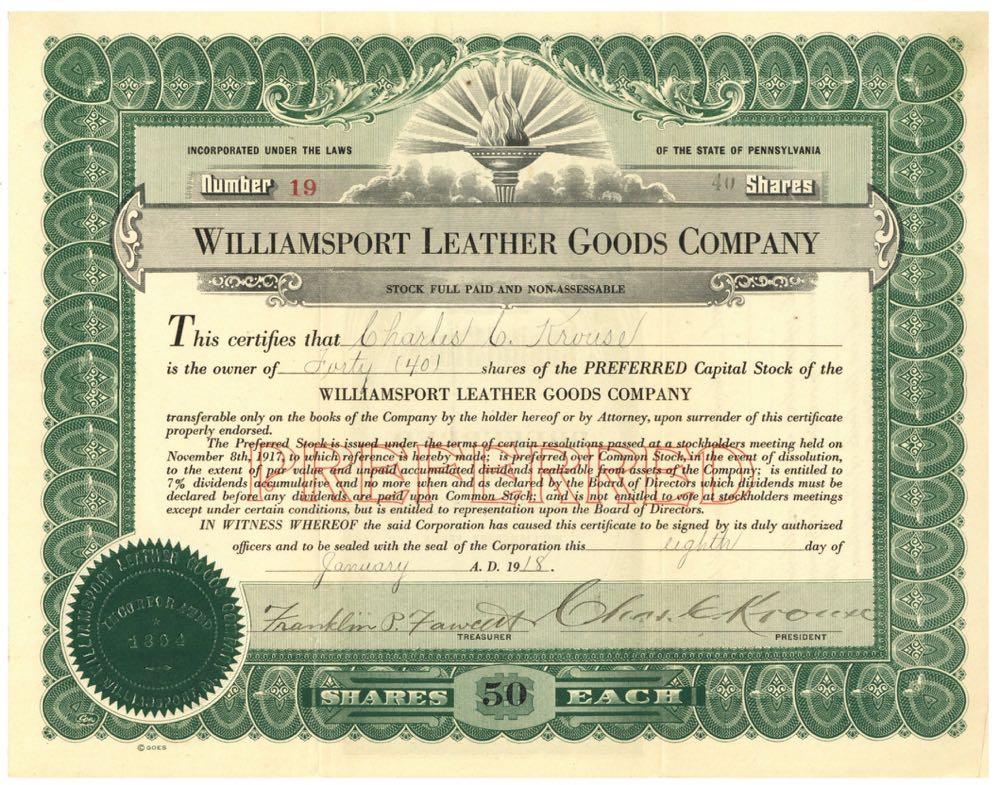 INCORPORATED UNDER THE LAWS OF THE STATE OF PENNSYLVANIA
Number 19 40 Shares
WILLIAMSPORT LEATHER GOODS COMPANY
STOCK FULL PAID AND NON-ASSESSABLE
This certifies that Charles C. Krouse
is the owner of Forty (40) shares of the PREFERRED Capital Stock of the
WILLIAMSPORT LEATHER GOODS COMPANY
transferable only on the books of the Company by the holder hereof or by Attorney, upon surrender of this certificate
properly endorsed.
The Preferred Stock is issued under the terms of certain resolutions passed at a stockholders meeting held on
November 8th, 1917, to which reference is hereby made; is preferred over Common Stock, in the event of dissolution,
to the extent of par value and unpaid accumulated dividends realizable from assets of the Company; is entitled to
7% dividends accumulative and no more when and as declared by the Board of Directors which dividends must be
declared before any dividends are paid upon Common Stock; and is not entitled to vote at stockholders meetings
except under certain conditions, but is entitled to representation upon the Board of Directors.
PREFERRED
IN WITNESS WHEREOF the said Corporation has caused this certificate to be signed by its duly authorized
officers and to be sealed with the seal of the Corporation this eighth day of
January A. D. 1918.
Franklin P. Fawcett Chas. C. Krouse
TREASURER PRESIDENT
WILLIAMSPORT LEATHER GOODS
INCORPORATED
1894
SHARES 50 EACH
© GOES